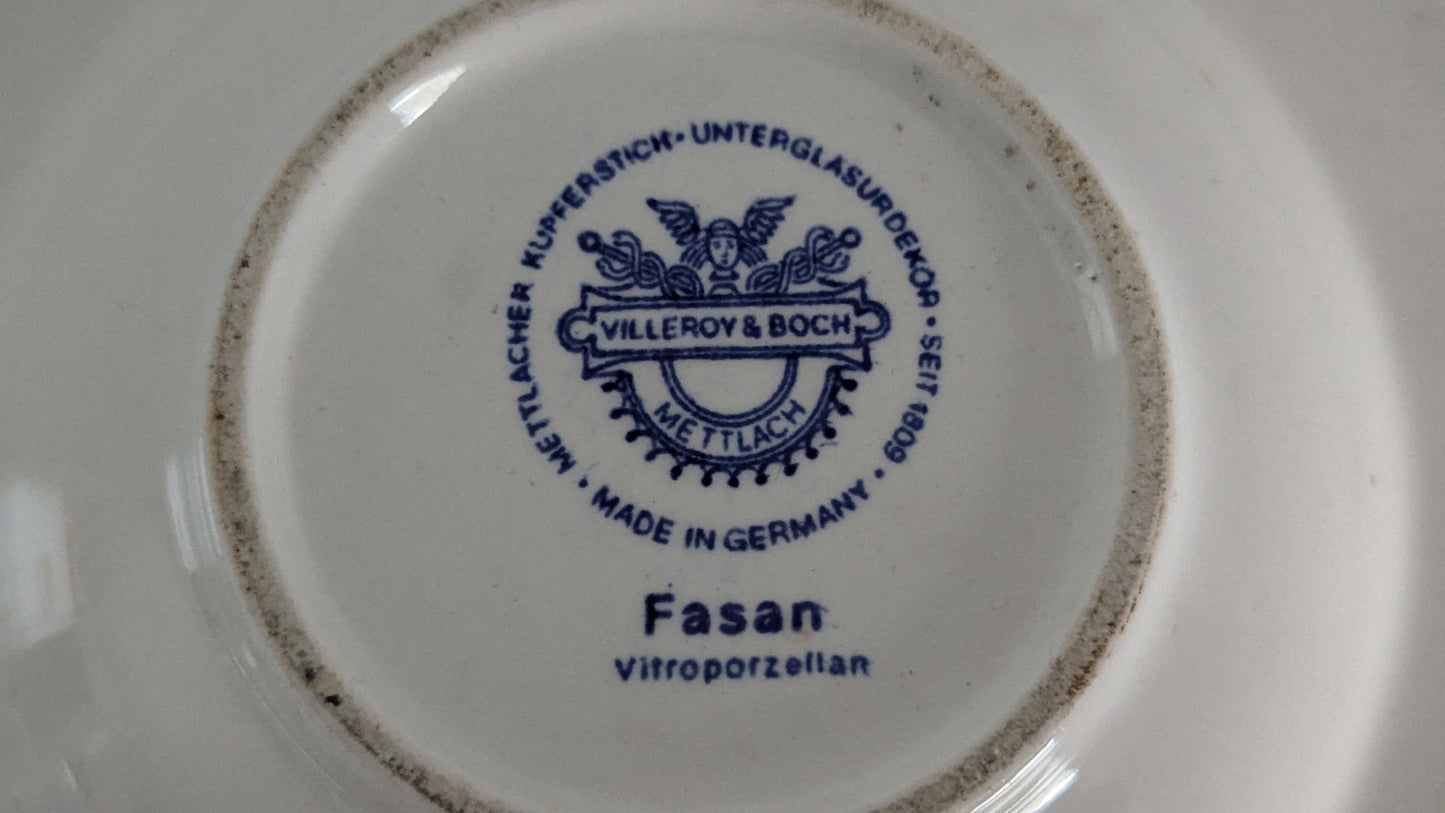 METTLACHER KUPFERSTICH · UNTERGLASURDEKOR · SEIT 1809 · MADE IN GERMANY ·
VILLEROY & BOCH
METTLACH
Fasan
Vitroporzellan